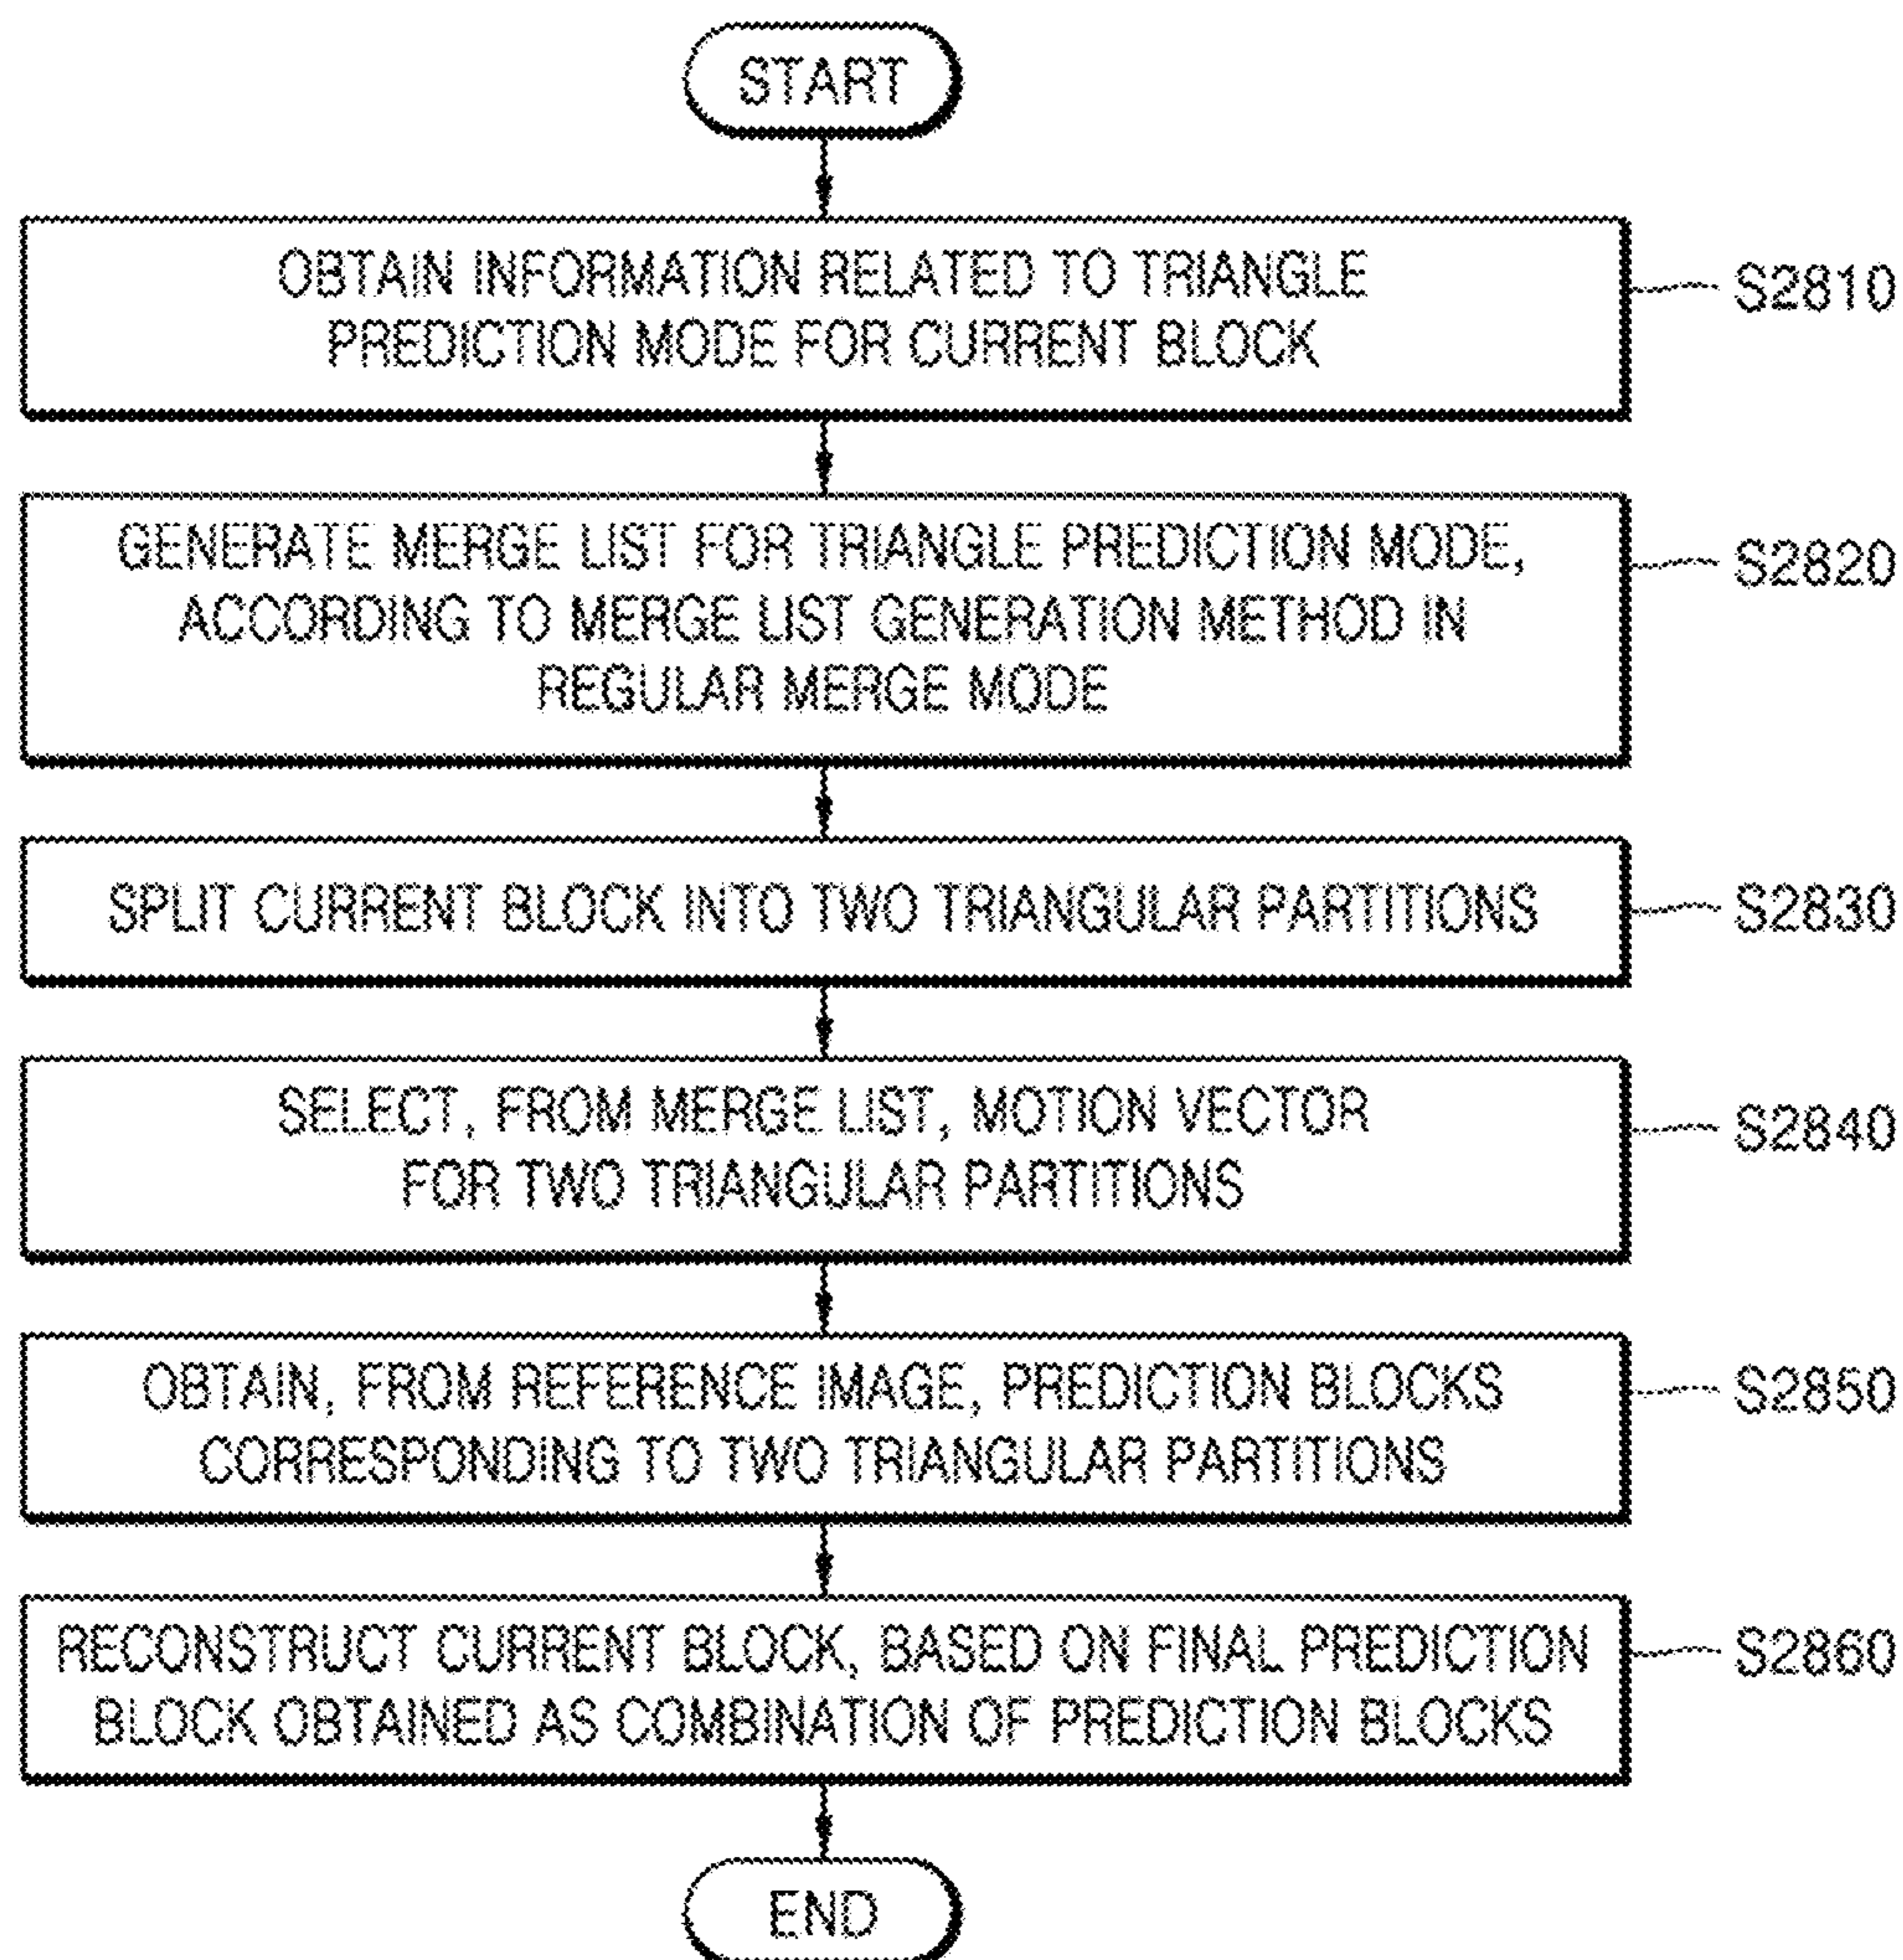 START
OBTAIN INFORMATION RELATED TO TRIANGLE
PREDICTION MODE FOR CURRENT BLOCK
S2810
GENERATE MERGE LIST FOR TRIANGLE PREDICTION MODE,
ACCORDING TO MERGE LIST GENERATION METHOD IN
REGULAR MERGE MODE
S2820
SPLIT CURRENT BLOCK INTO TWO TRIANGULAR PARTITIONS
S2830
SELECT, FROM MERGE LIST, MOTION VECTOR
FOR TWO TRIANGULAR PARTITIONS
S2840
OBTAIN, FROM REFERENCE IMAGE, PREDICTION BLOCKS
CORRESPONDING TO TWO TRIANGULAR PARTITIONS
S2850
RECONSTRUCT CURRENT BLOCK, BASED ON FINAL PREDICTION
BLOCK OBTAINED AS COMBINATION OF PREDICTION BLOCKS
S2860
END